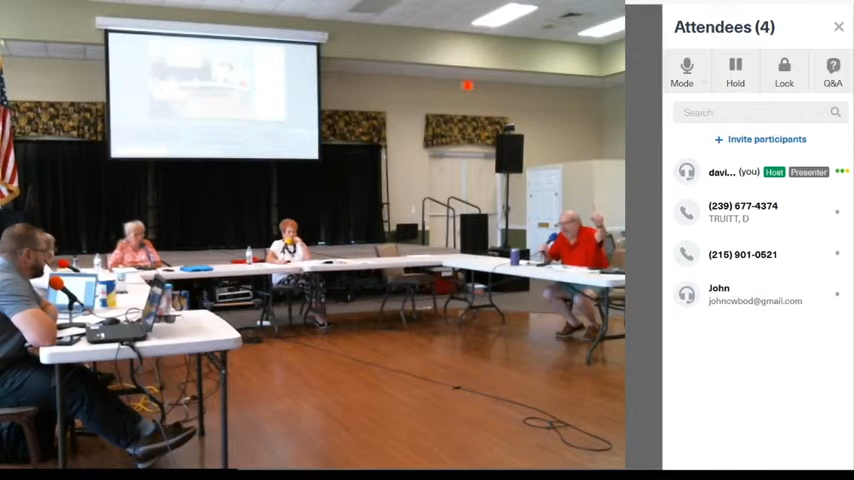 Attendees (4)
Mode
Hold
Lock
Q&A
Search
+ Invite participants
davi... (you) Host Presenter
(239) 677-4374
TRUITT, D
(215) 901-0521
John
johncwbod@gmail.com